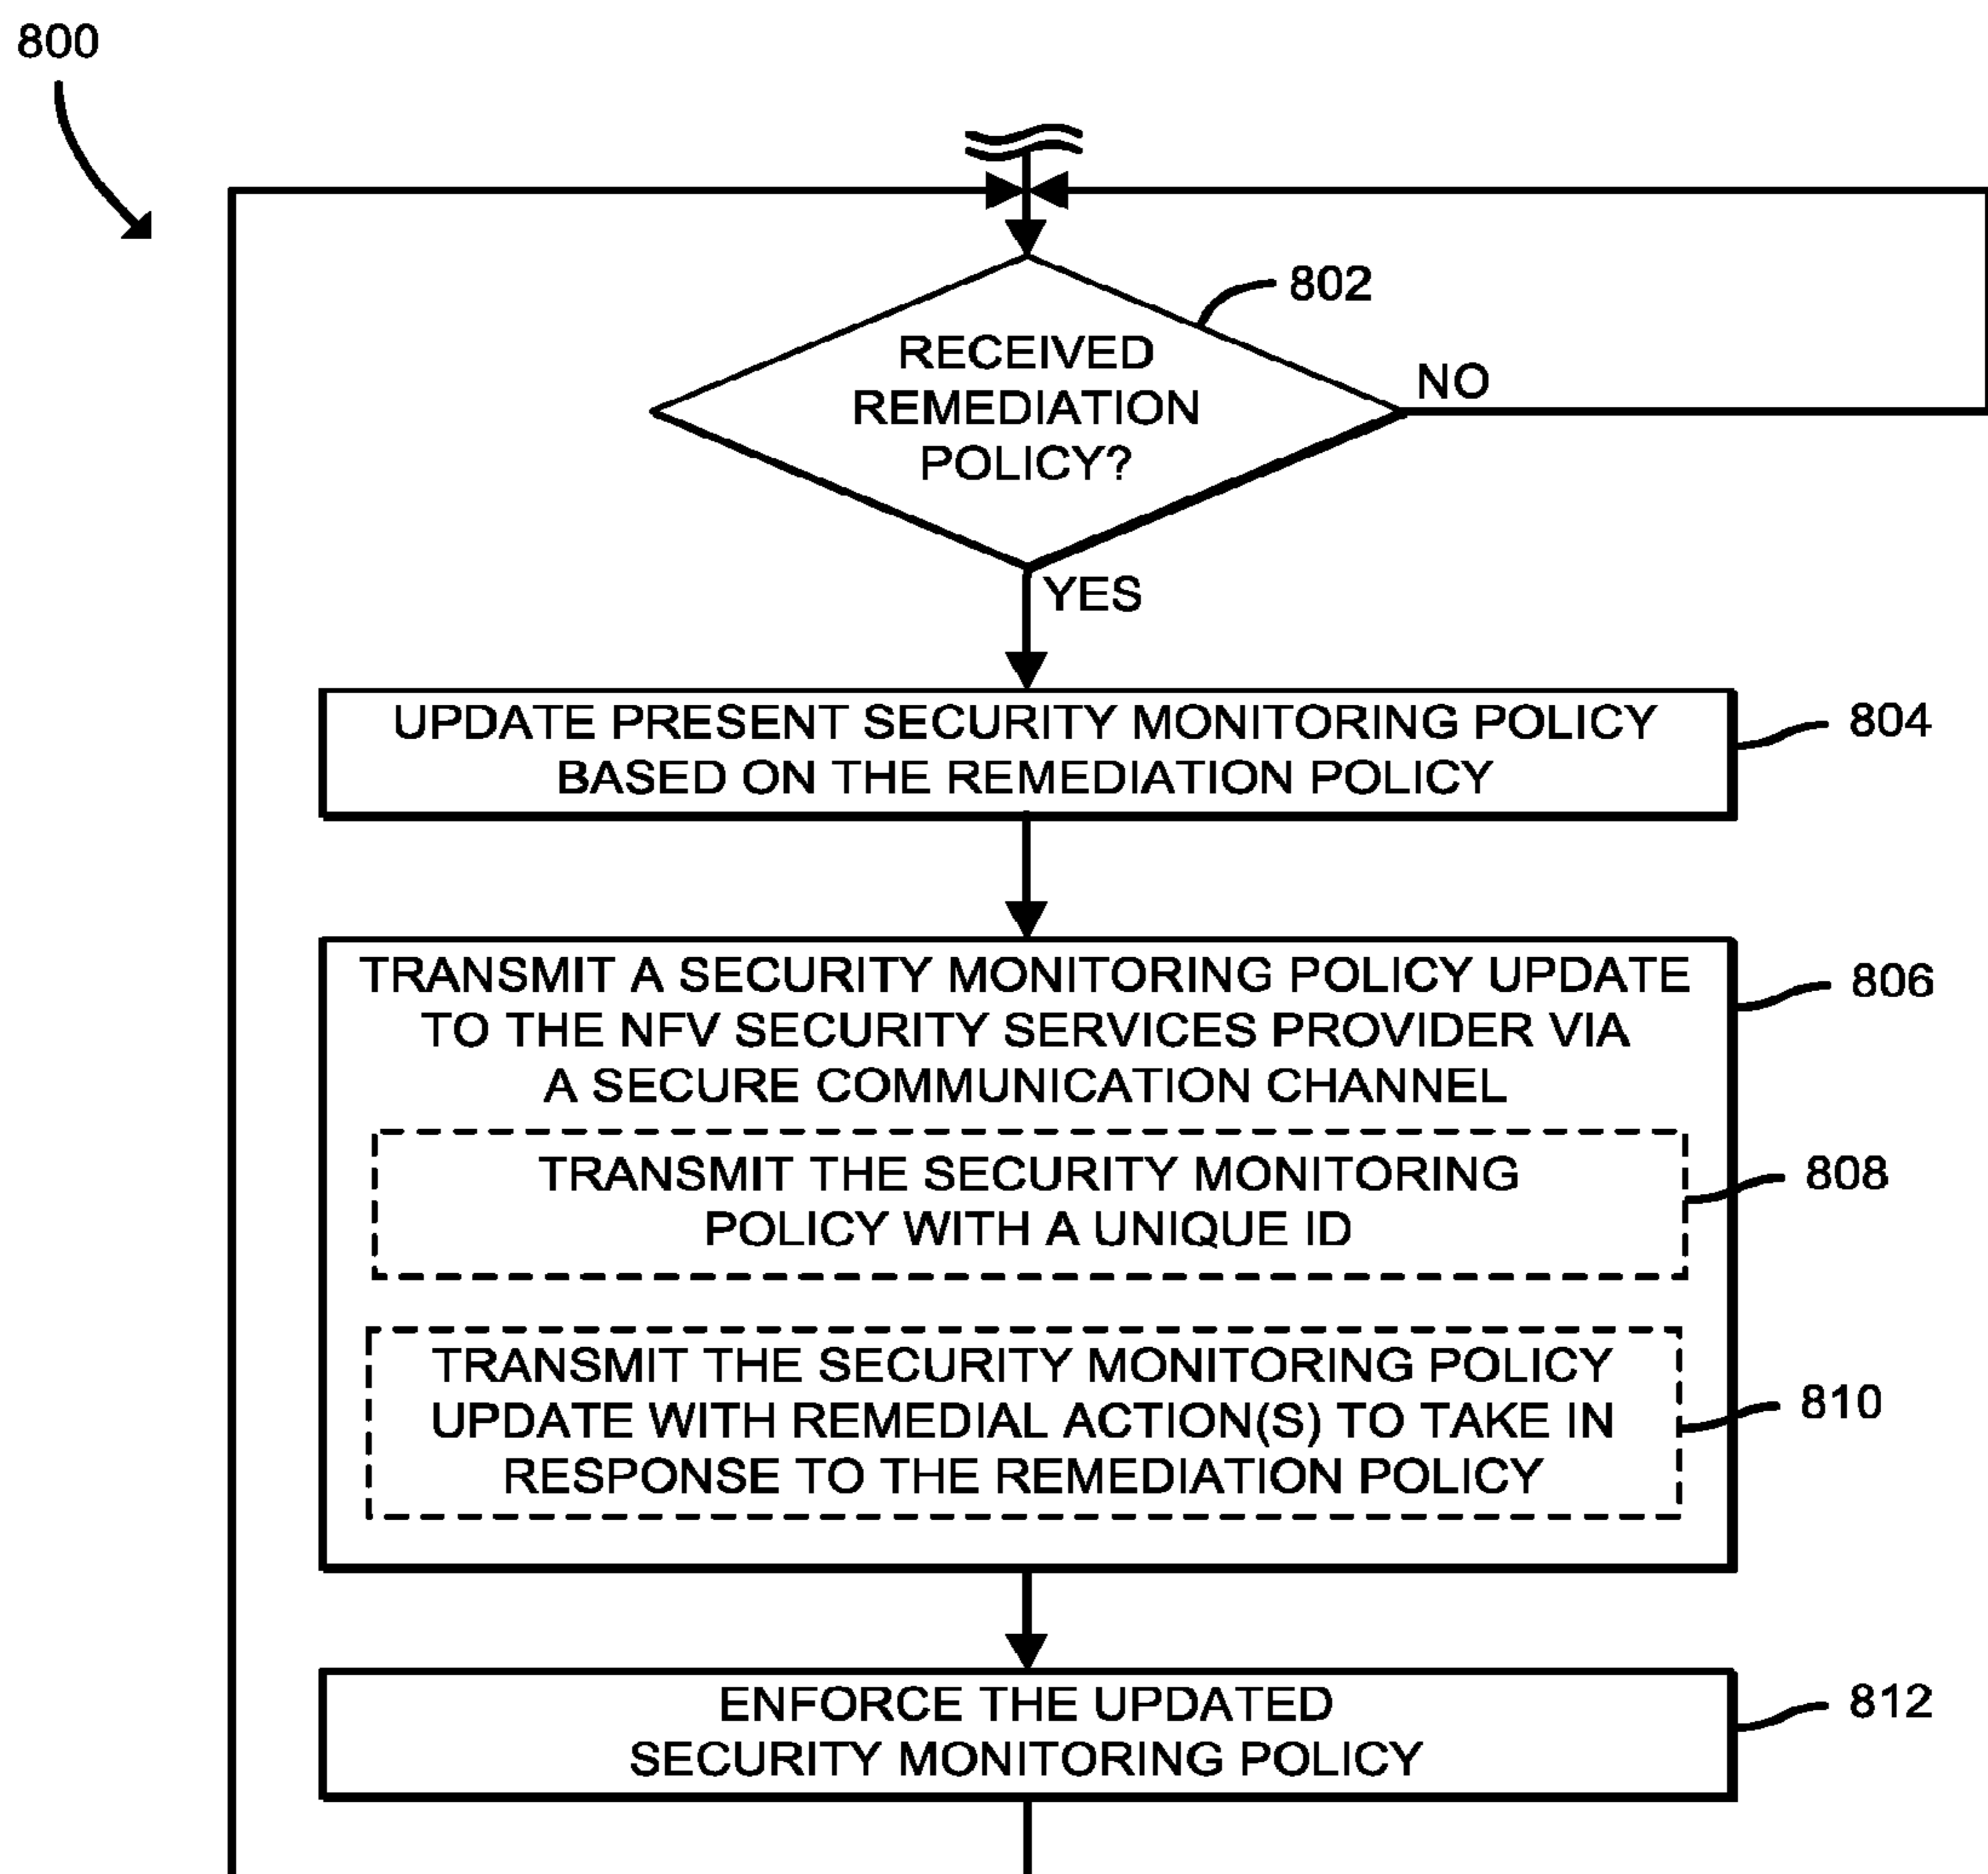 800
802
RECEIVED
REMEDIATION
POLICY?
NO
YES
UPDATE PRESENT SECURITY MONITORING POLICY
BASED ON THE REMEDIATION POLICY
804
TRANSMIT A SECURITY MONITORING POLICY UPDATE
TO THE NFV SECURITY SERVICES PROVIDER VIA
A SECURE COMMUNICATION CHANNEL
806
TRANSMIT THE SECURITY MONITORING
POLICY WITH A UNIQUE ID
808
TRANSMIT THE SECURITY MONITORING POLICY
UPDATE WITH REMEDIAL ACTION(S) TO TAKE IN
RESPONSE TO THE REMEDIATION POLICY
810
ENFORCE THE UPDATED
SECURITY MONITORING POLICY
812